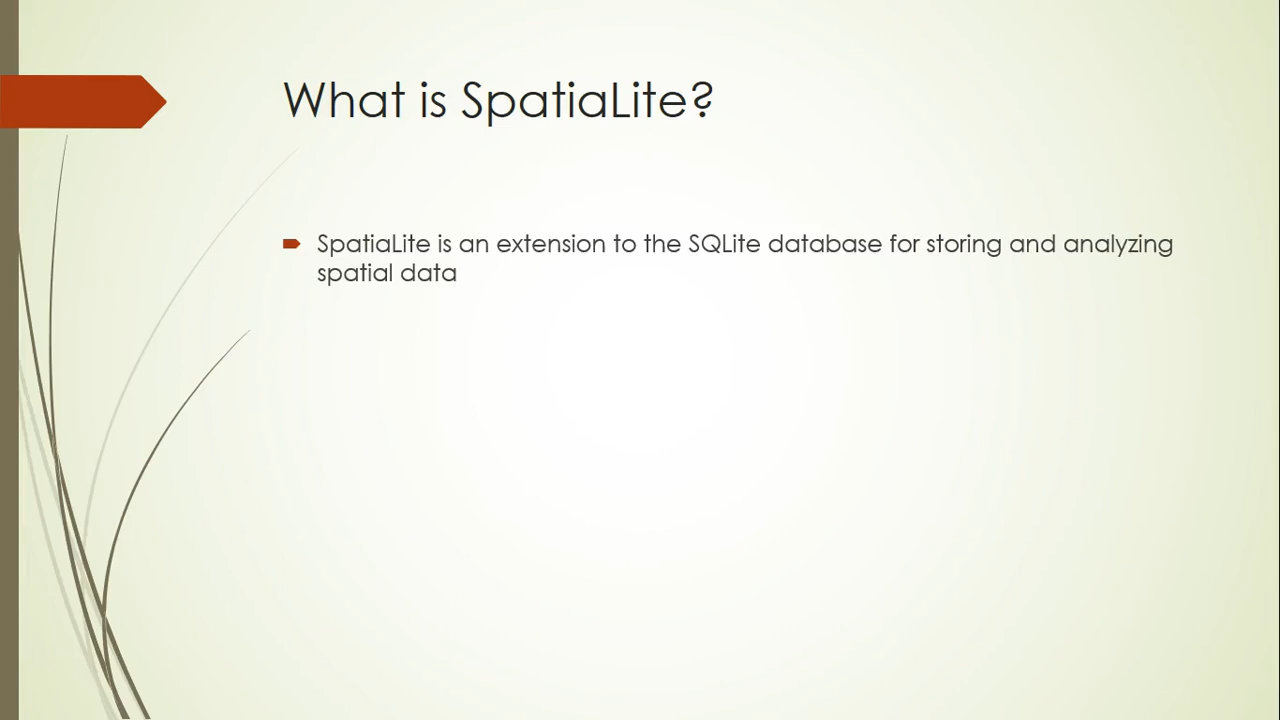 What is SpatiaLite?
SpatiaLite is an extension to the SQLite database for storing and analyzing
spatial data